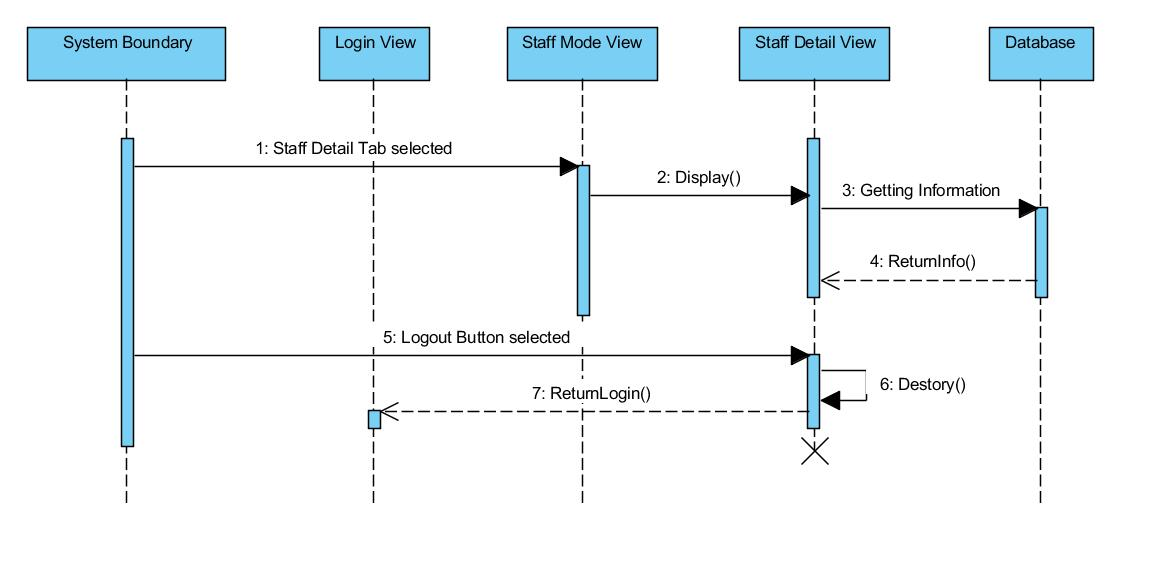 System Boundary
Login View
Staff Mode View
Staff Detail View
Database
1: Staff Detail Tab selected
2: Display()
3: Getting Information
4: ReturnInfo()
5: Logout Button selected
6: Destory()
7: ReturnLogin()